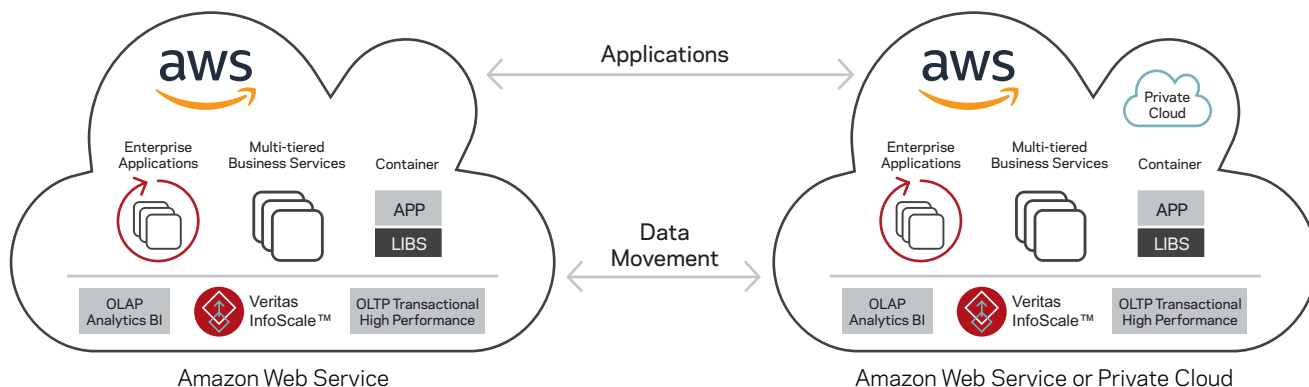 aws
Enterprise
Applications
Multi-tiered
Business Services
Container
APP
LIBS
OLAP
Analytics BI
Veritas
InfoScale™
OLTP Transactional
High Performance
Amazon Web Service
Applications
Data
Movement
aws
Private
Cloud
Enterprise
Applications
Multi-tiered
Business Services
Container
APP
LIBS
OLAP
Analytics BI
Veritas
InfoScale™
OLTP Transactional
High Performance
Amazon Web Service or Private Cloud